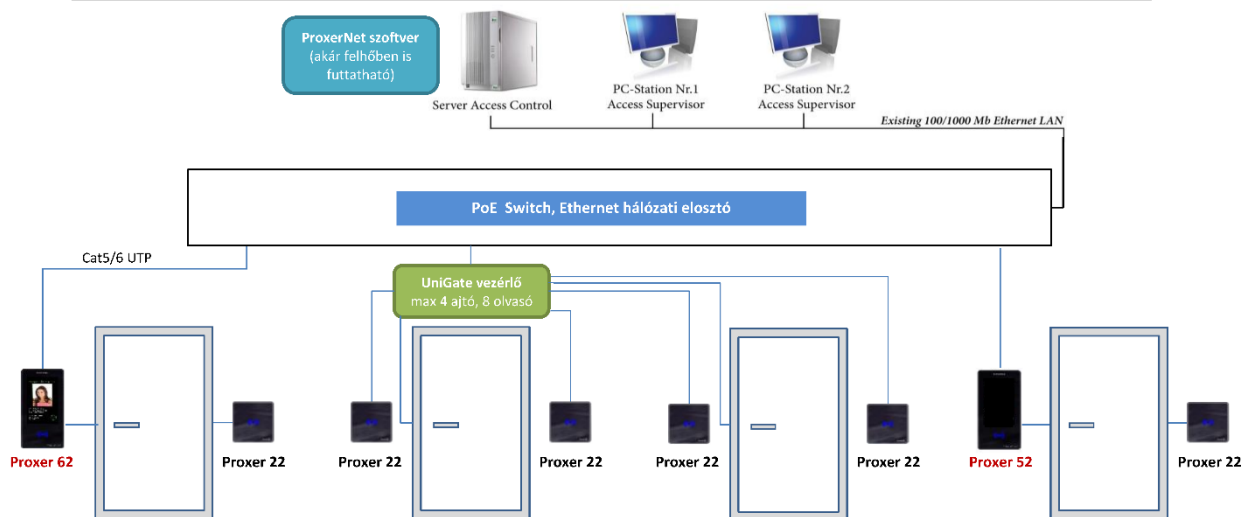 ProxerNet szoftver
(akár felhőben is
futtatható)
Server Access Control
PC-Station Nr.1
Access Supervisor
PC-Station Nr.2
Access Supervisor
Existing 100/1000 Mb Ethernet LAN
PoE Switch, Ethernet hálózati elosztó
Cat5/6 UTP
UniGate vezérlő
max 4 ajtó, 8 olvasó
Proxer 62
Proxer 22
Proxer 22
Proxer 22
Proxer 22
Proxer 22
Proxer 52
Proxer 22